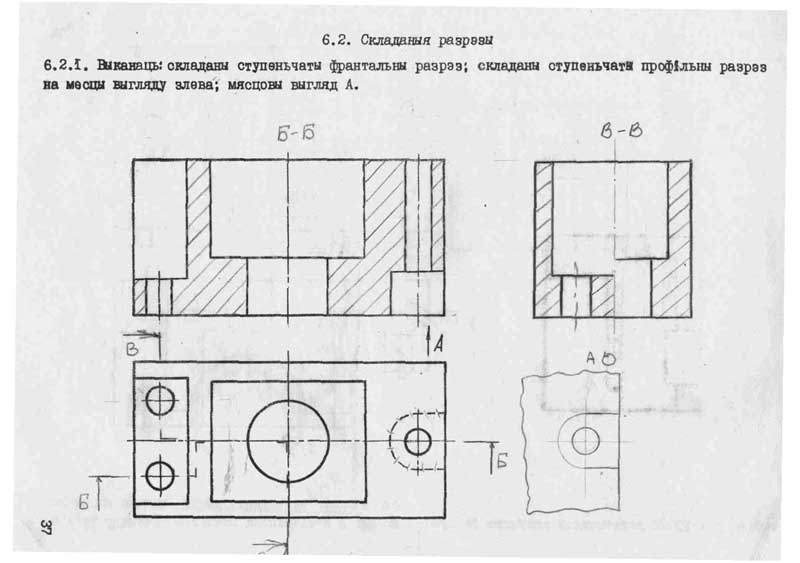 6.2. Складаныя разрэзы
6.2.I. Выканаць: складаны ступеньчаты франтальны разрэз; складаны ступеньчаты профільны разрэз
на месцы выгляду злева; мясцовы выгляд А.
Б-Б
В-В
В
А
А
Б
Б
37